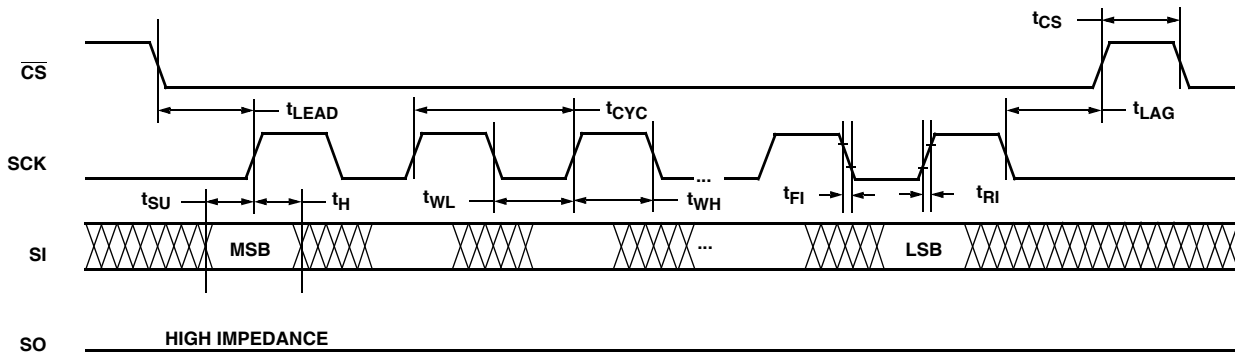 tCS
CS
tLEAD
tCYC
tLAG
SCK
...
tSU
tH
tWL
tWH
tFI
tRI
SI
MSB
...
LSB
SO
HIGH IMPEDANCE